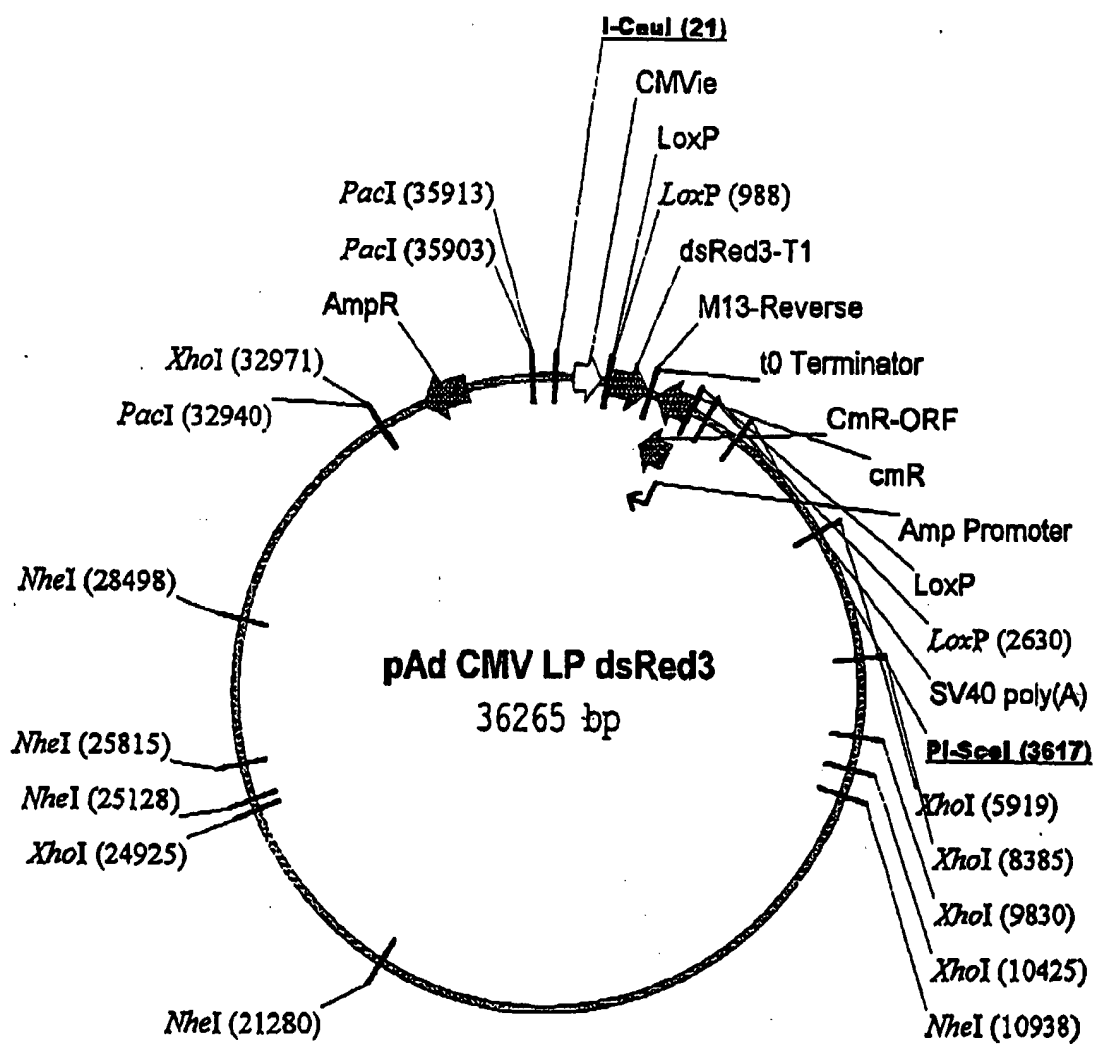 I-CeuI (21)
CMVie
LoxP
LoxP (988)
dsRed3-T1
M13-Reverse
t0 Terminator
CmR-ORF
cmR
Amp Promoter
LoxP
LoxP (2630)
SV40 poly(A)
PI-SceI (3617)
XhoI (5919)
XhoI (8385)
XhoI (9830)
XhoI (10425)
NheI (10938)
PacI (35913)
PacI (35903)
AmpR
XhoI (32971)
PacI (32940)
NheI (28498)
NheI (25815)
NheI (25128)
XhoI (24925)
NheI (21280)
pAd CMV LP dsRed3
36265 bp